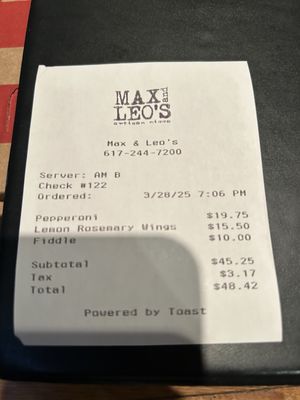 MAX and
LEO'S
artisan pizza
Max & Leo's
617-244-7200
Server: AM B
Check #122
Ordered: 3/28/25 7:06 PM
Pepperoni $19.75
Lemon Rosemary Wings $15.50
Fiddle $10.00
Subtotal $45.25
Tax $3.17
Total $48.42
Powered by Toast